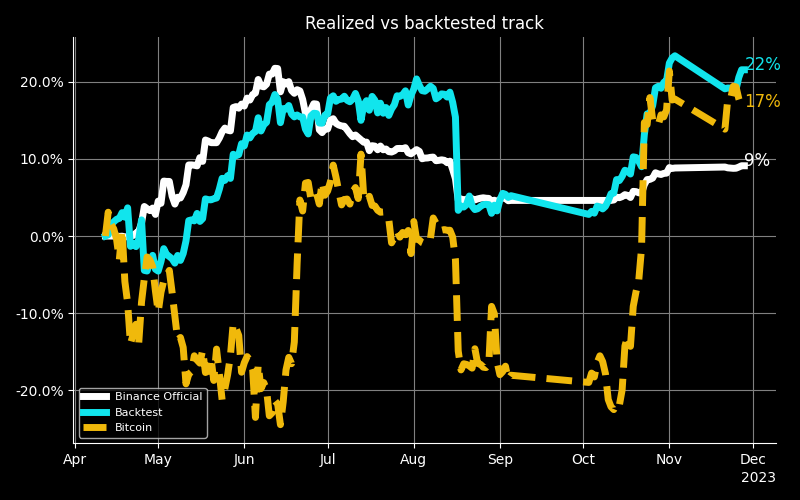 Realized vs backtested track
20.0%
10.0%
0.0%
-10.0%
-20.0%
22%
17%
9%
Binance Official
Backtest
Bitcoin
Apr May Jun Jul Aug Sep Oct Nov Dec
2023